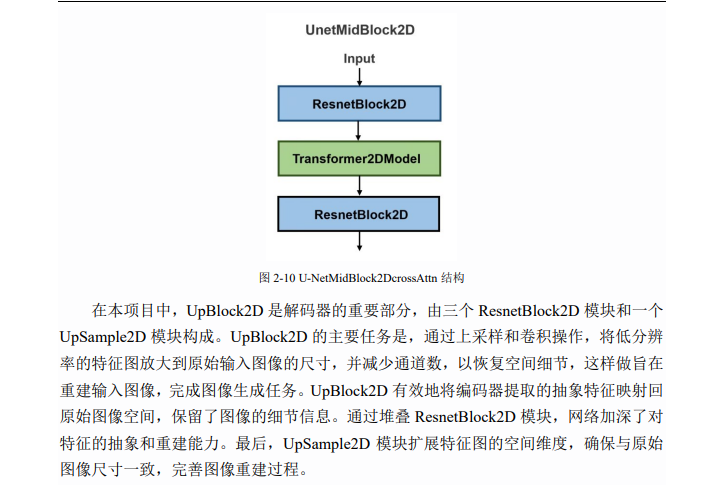 UnetMidBlock2D
Input
ResnetBlock2D
Transformer2DModel
ResnetBlock2D
图 2-10 U-NetMidBlock2DcrossAttn 结构
在本项目中，UpBlock2D 是解码器的重要部分，由三个 ResnetBlock2D 模块和一个
UpSample2D 模块构成。UpBlock2D 的主要任务是，通过上采样和卷积操作，将低分辨
率的特征图放大到原始输入图像的尺寸，并减少通道数，以恢复空间细节，这样做旨在
重建输入图像，完成图像生成任务。UpBlock2D 有效地将编码器提取的抽象特征映射回
原始图像空间，保留了图像的细节信息。通过堆叠 ResnetBlock2D 模块，网络加深了对
特征的抽象和重建能力。最后，UpSample2D 模块扩展特征图的空间维度，确保与原始
图像尺寸一致，完善图像重建过程。